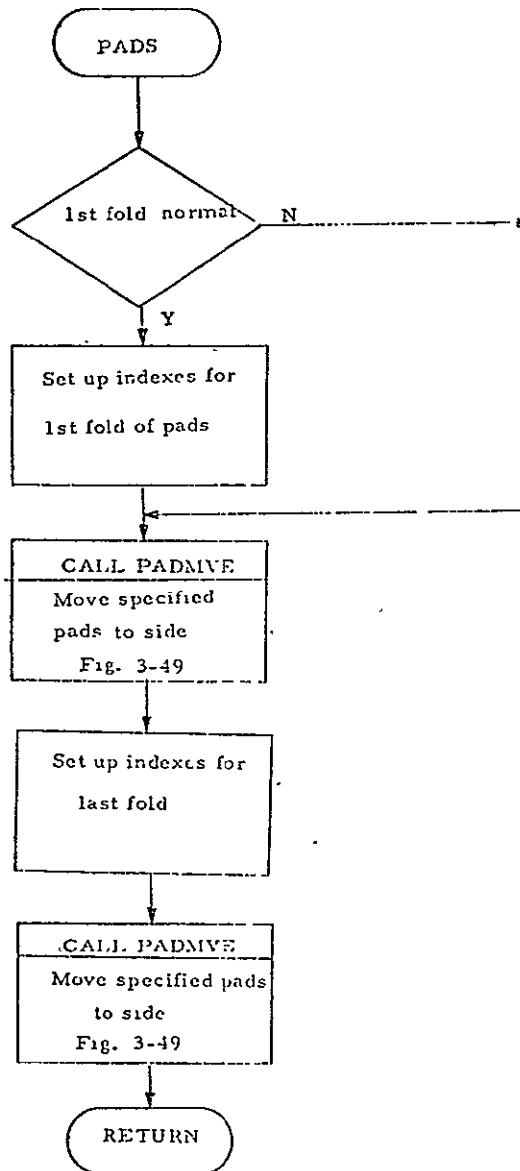 PADS
1st fold normal
N
Y
Set up indexes for
1st fold of pads
CALL PADMVE
Move specified
pads to side
Fig. 3-49
Set up indexes for
last fold
CALL PADMVE
Move specified pads
to side
Fig. 3-49
RETURN